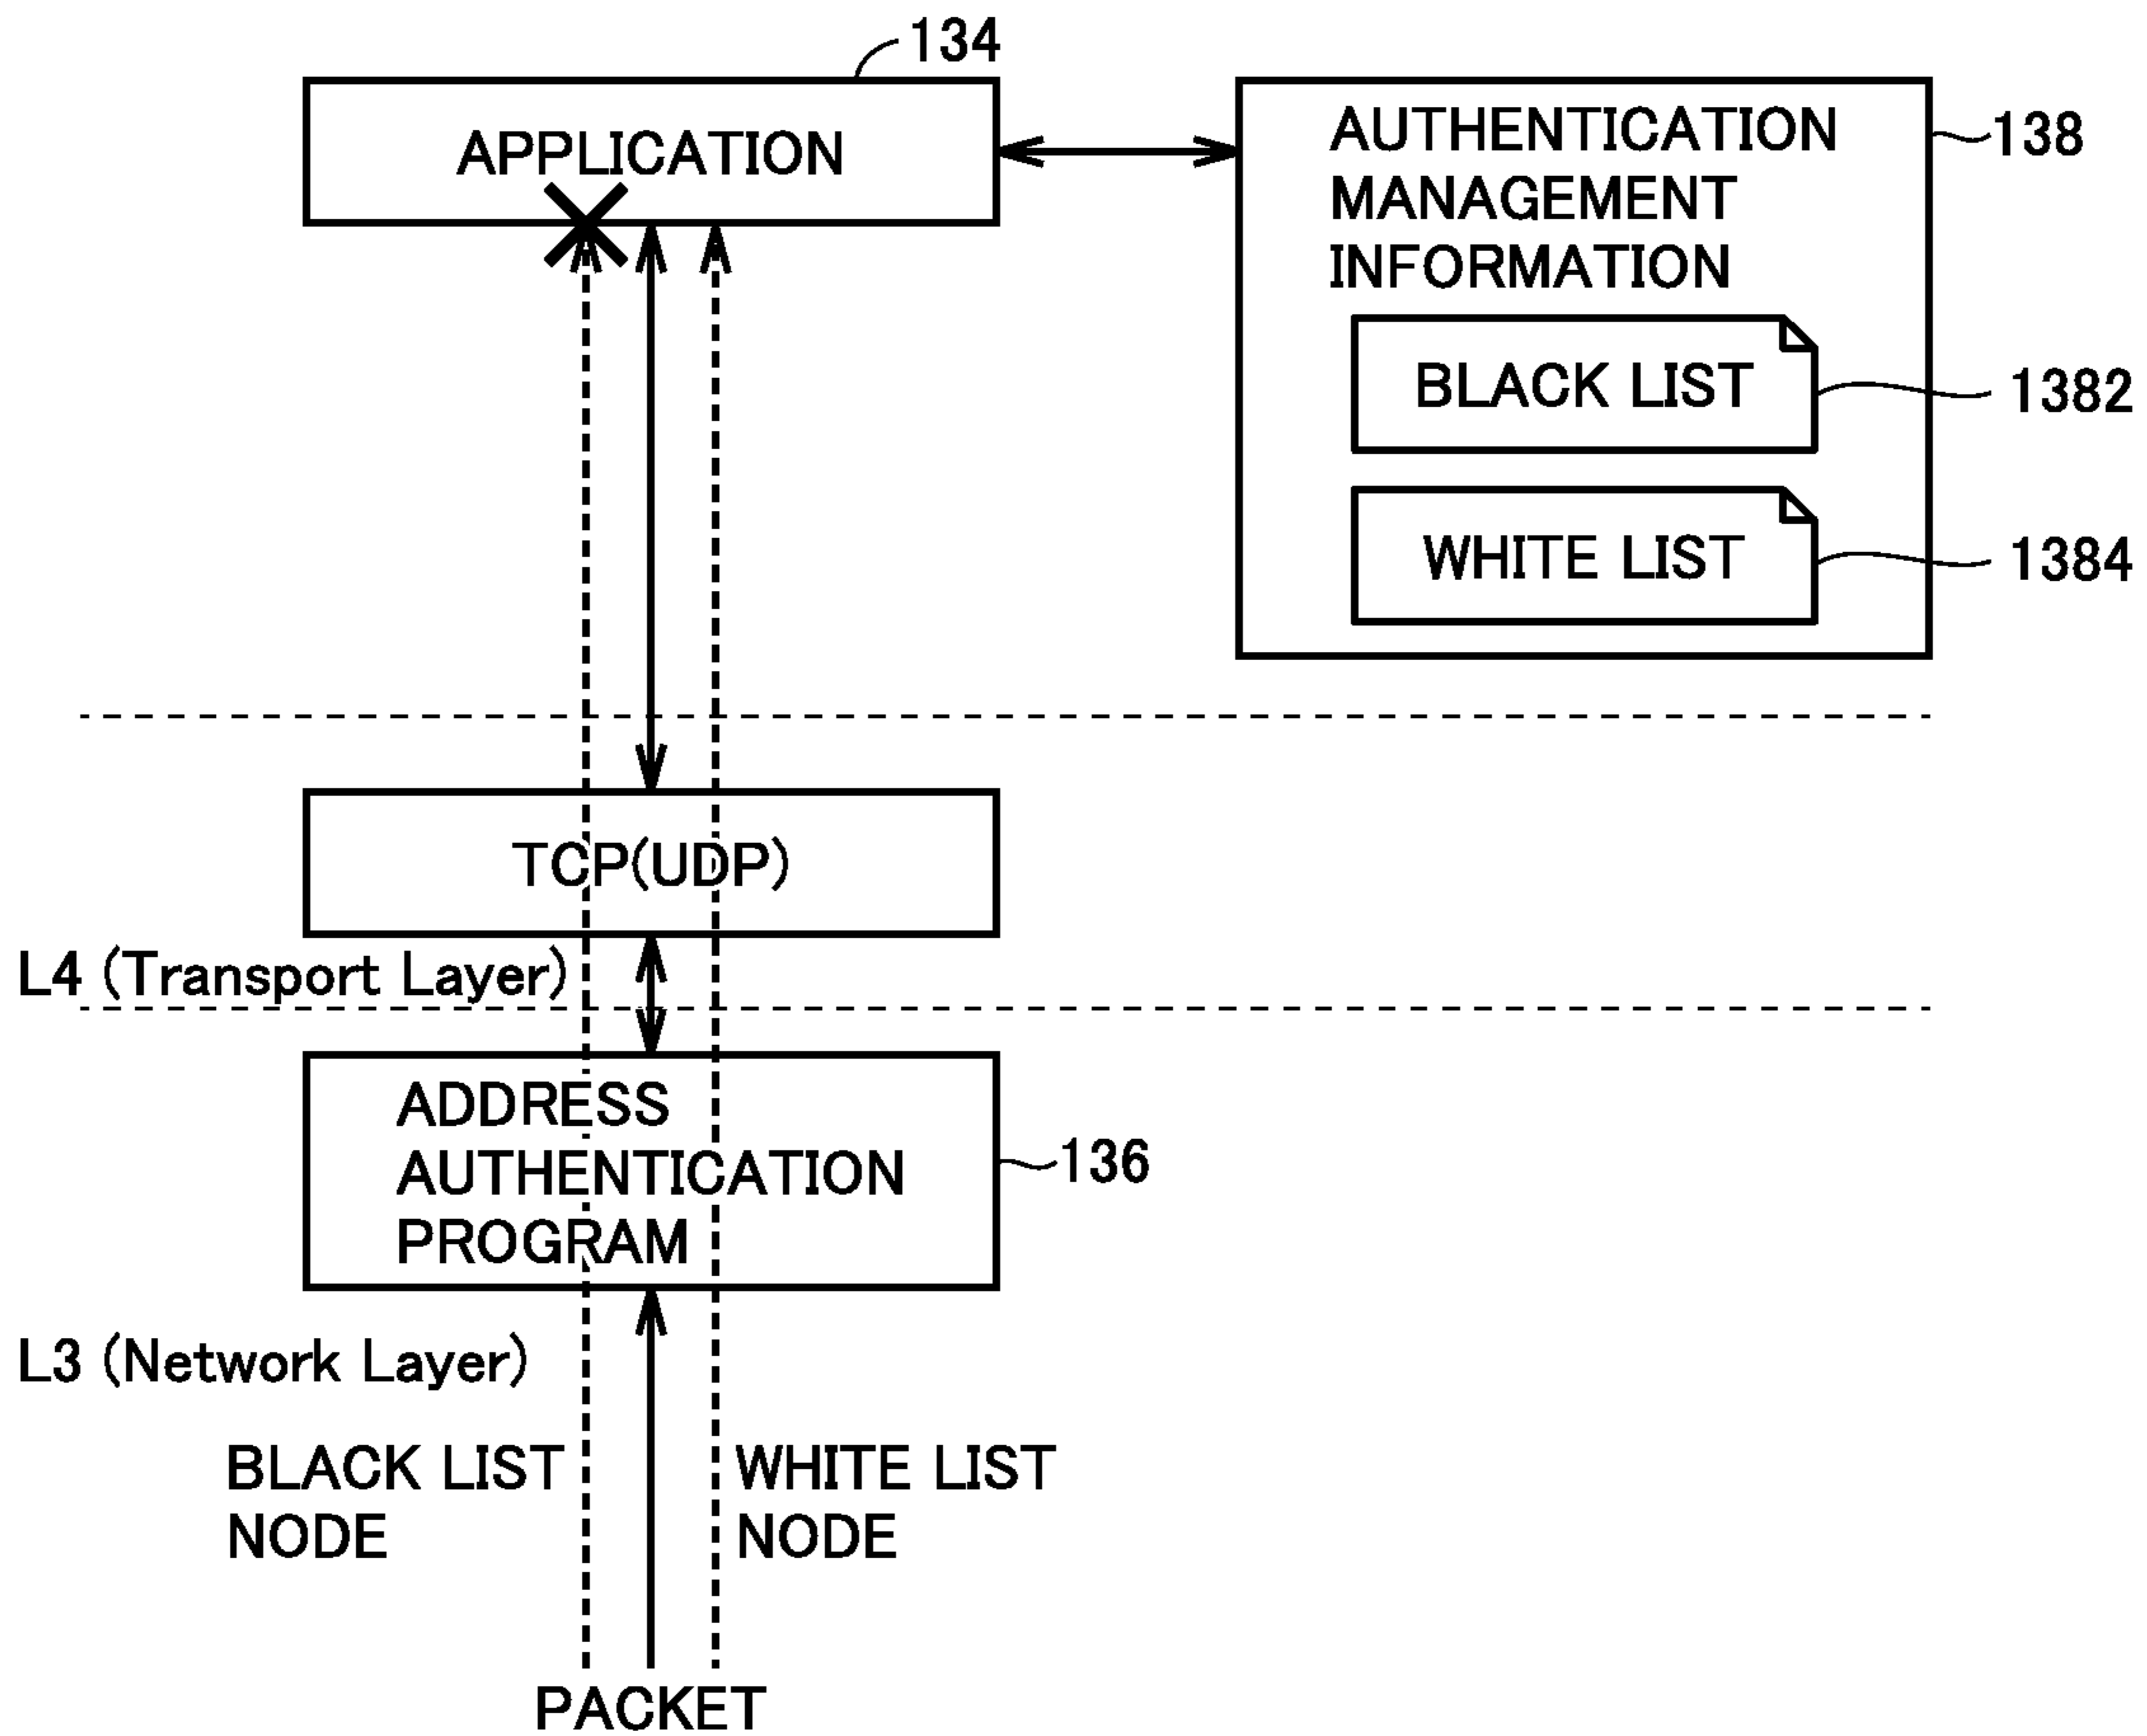 134
APPLICATION
AUTHENTICATION
MANAGEMENT
INFORMATION
138
BLACK LIST
1382
WHITE LIST
1384
TCP(UDP)
L4 (Transport Layer)
ADDRESS
AUTHENTICATION
PROGRAM
136
L3 (Network Layer)
BLACK LIST
NODE
WHITE LIST
NODE
PACKET